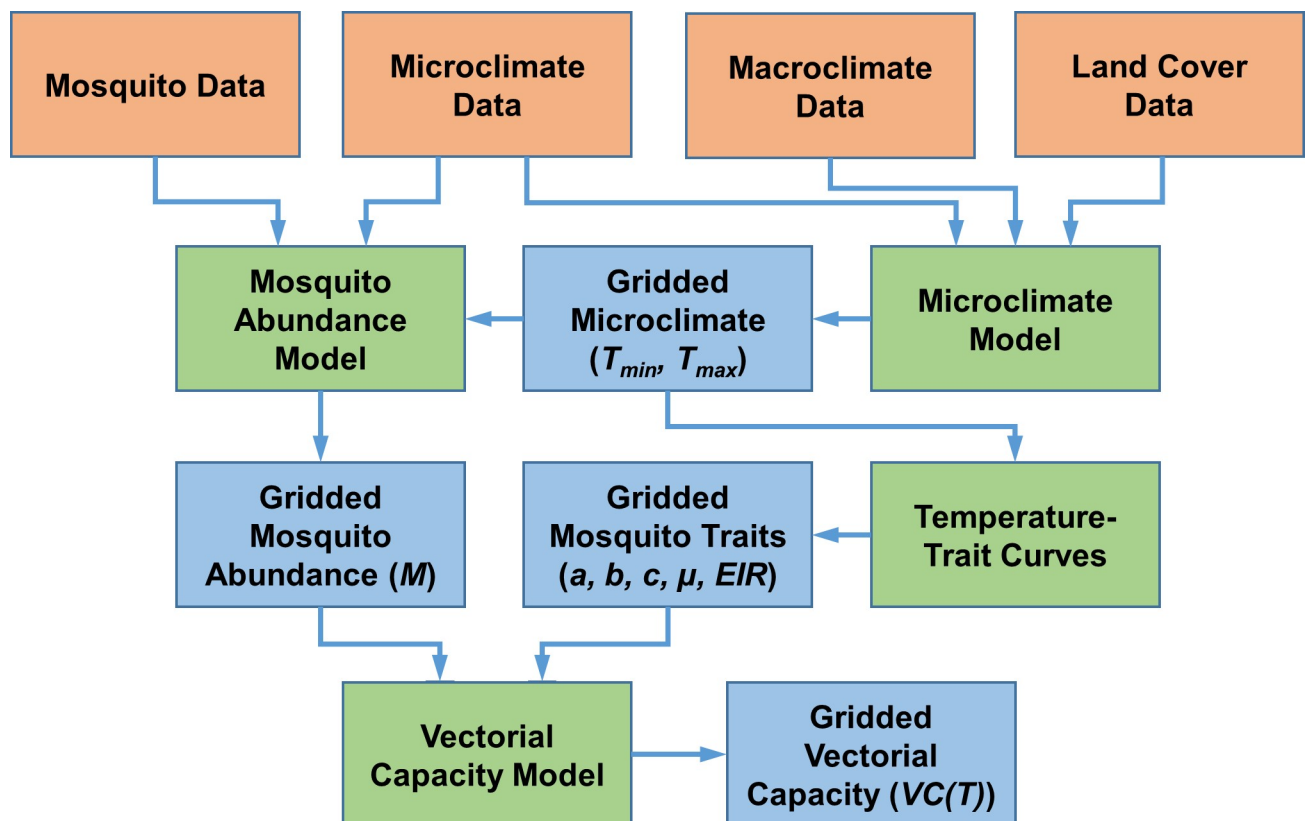 Mosquito Data
Microclimate
Data
Macroclimate
Data
Land Cover
Data
Mosquito
Abundance
Model
Gridded
Microclimate
(Tmin, Tmax)
Microclimate
Model
Gridded
Mosquito
Abundance (M)
Gridded
Mosquito Traits
(a, b, c, µ, EIR)
Temperature-
Trait Curves
Vectorial
Capacity Model
Gridded
Vectorial
Capacity (VC(T))